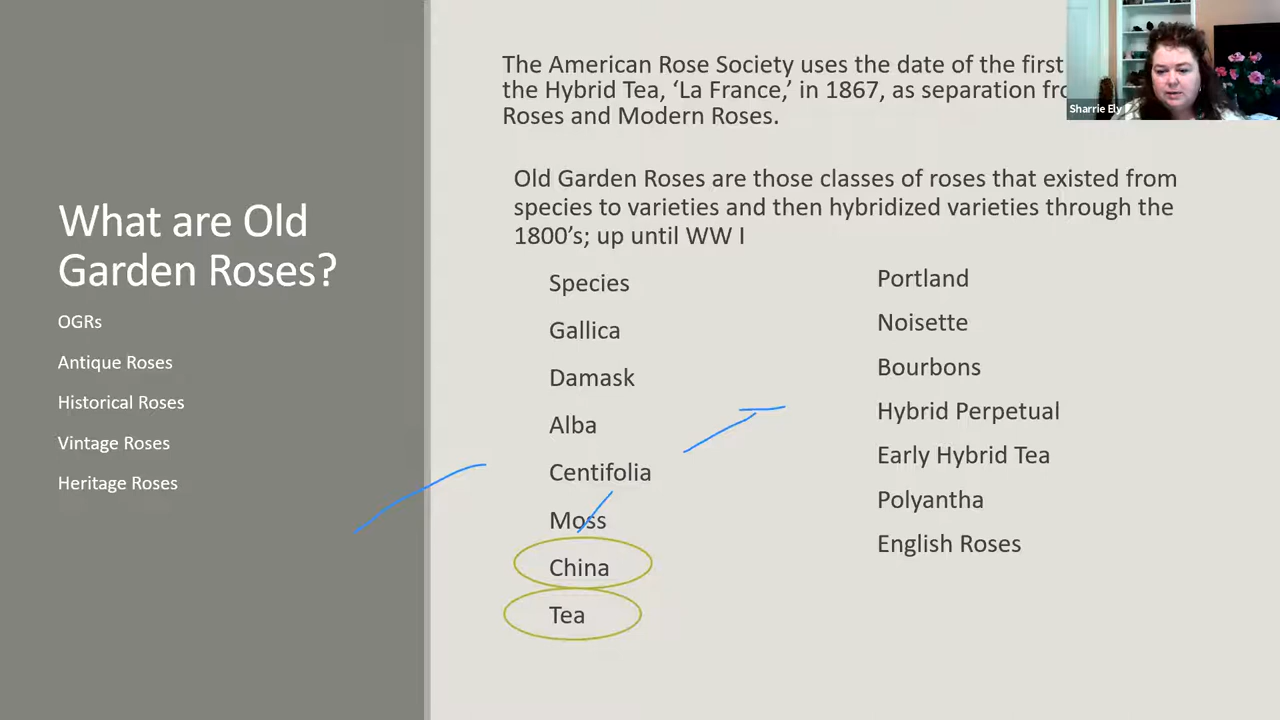 What are Old
Garden Roses?
OGRs
Antique Roses
Historical Roses
Vintage Roses
Heritage Roses
The American Rose Society uses the date of the first
the Hybrid Tea, ‘La France,’ in 1867, as separation
Roses and Modern Roses.
Old Garden Roses are those classes of roses that existed from
species to varieties and then hybridized varieties through the
1800’s; up until WW I
Species
Gallica
Damask
Alba
Centifolia
Moss
China
Tea
Portland
Noisette
Bourbons
Hybrid Perpetual
Early Hybrid Tea
Polyantha
English Roses
Sharrie Ely